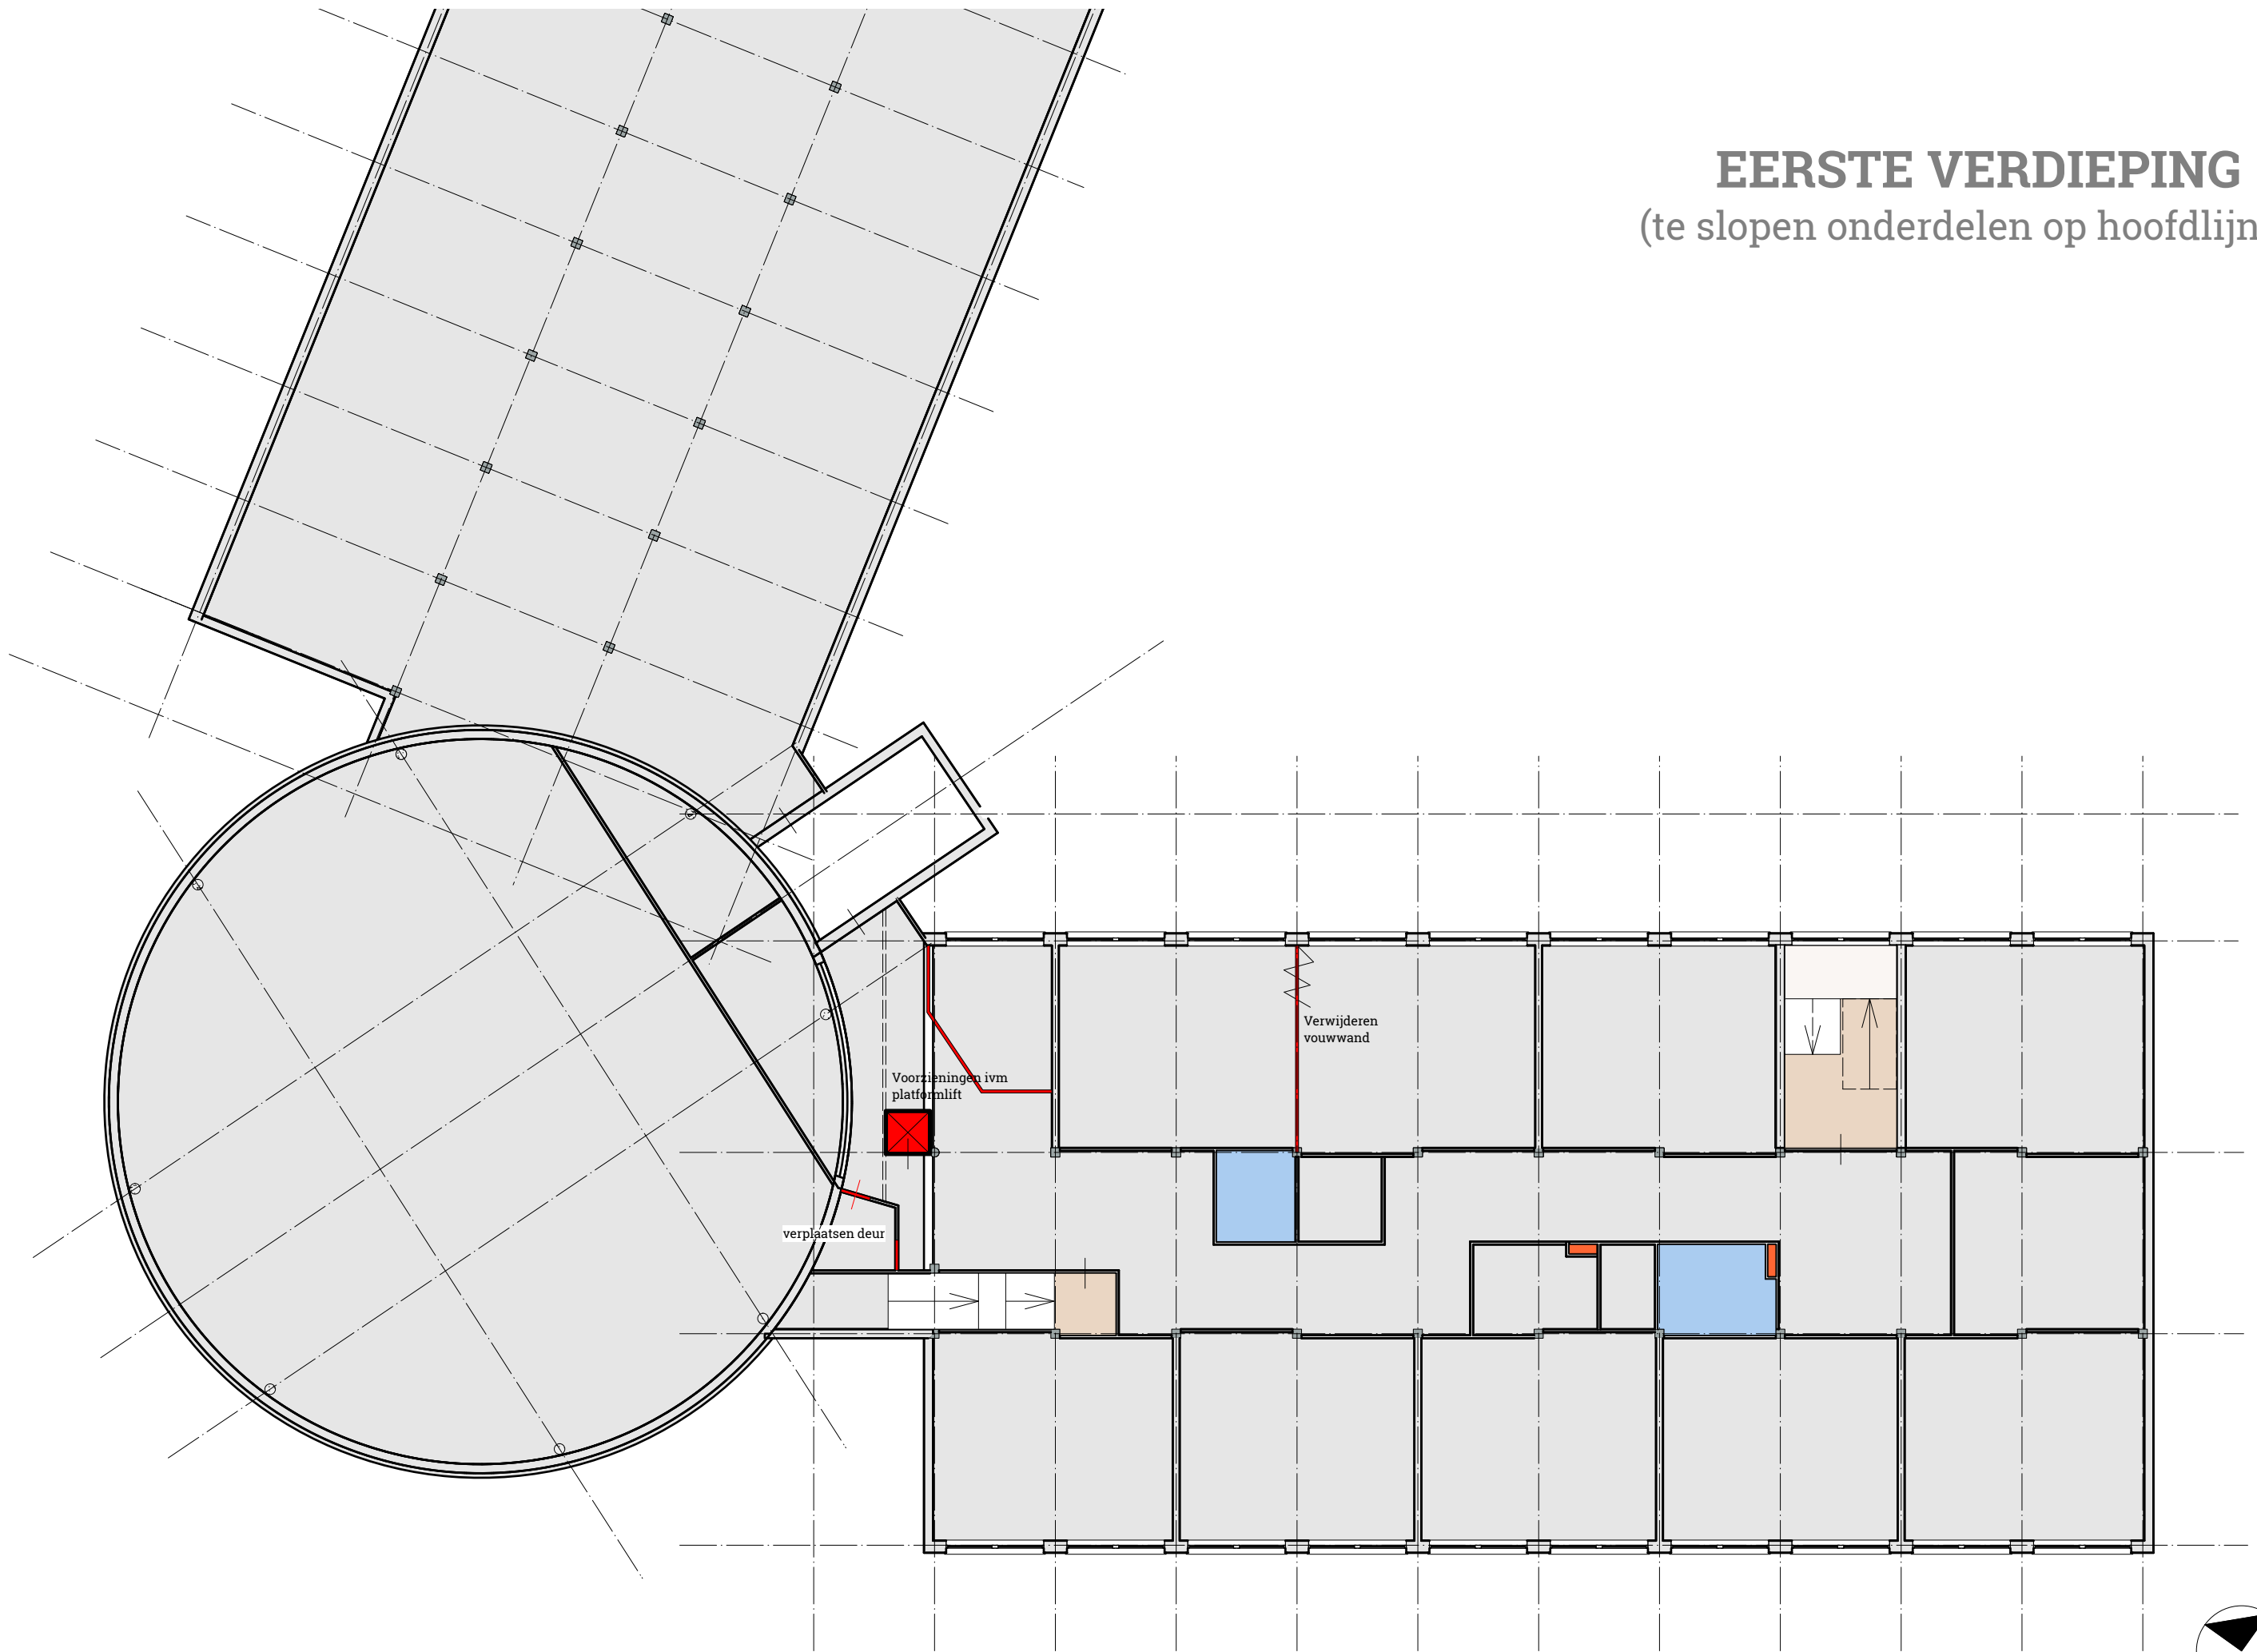 EERSTE VERDIEPING
(te slopen onderdelen op hoofdlijn
Verwijderen
vouwwand
Voorzieningen ivm
platformlift
verplaatsen deur